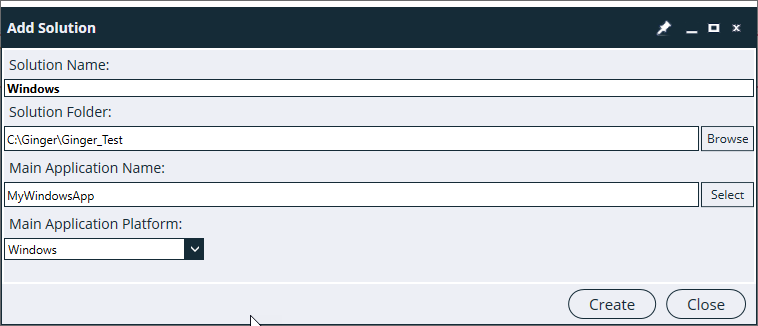 Add Solution
Solution Name:
Windows
Solution Folder:
C:\Ginger\Ginger_Test
Browse
Main Application Name:
MyWindowsApp
Select
Main Application Platform:
Windows
Create
Close